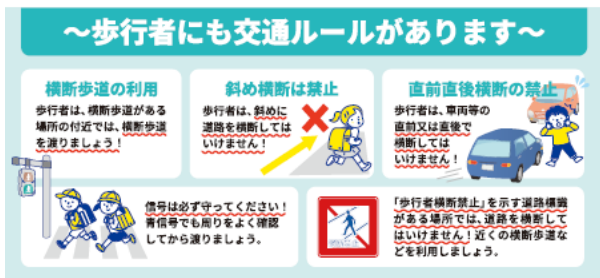 ～歩行者にも交通ルールがあります～
横断歩道の利用
歩行者は、横断歩道がある
場所の付近では、横断歩道
を渡りましょう！
斜め横断は禁止
歩行者は、斜めに
道路を横断しては
いけません！
直前直後横断の禁止
歩行者は、車両等の
直前又は直後で
横断しては
いけません！
信号は必ず守ってください！
青信号でも周りをよく確認
してから渡りましょう。
「歩行者横断禁止」を示す道路標識
がある場所では、道路を横断して
はいけません！近くの横断歩道な
どを利用しましょう。